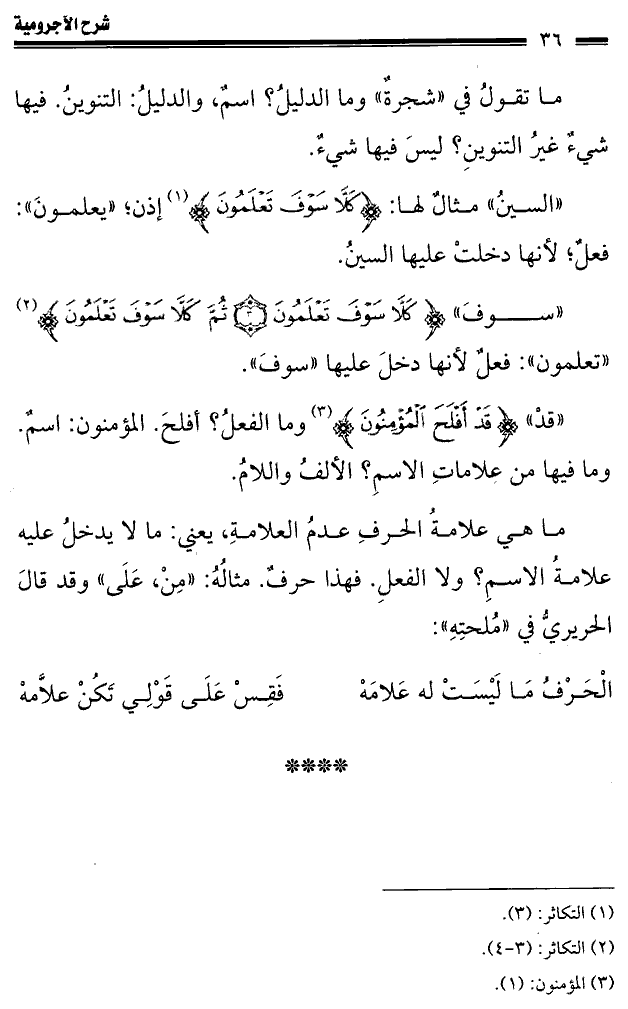 شرح الآجرومية
٣٦
ما تقولُ في «شجرةٌ» وما الدليلُ؟ اسمٌ، والدليلُ: التنوينُ. فيها
شيءٌ غيرُ التنوينِ؟ ليسَ فيها شيءٌ.
«السينُ» مثالٌ لها: ﴿كَلَّا سَوْفَ تَعْلَمُونَ﴾(١) إذن؛ «يعلمونَ»:
فعلٌ؛ لأنها دخلتْ عليها السينُ.
«سوفَ» ﴿كَلَّا سَوْفَ تَعْلَمُونَ ۝٣ ثُمَّ كَلَّا سَوْفَ تَعْلَمُونَ﴾(٢)
«تعلمون»: فعلٌ لأنها دخلَ عليها «سوفَ».
«قدْ» ﴿قَدْ أَفْلَحَ الْمُؤْمِنُونَ﴾(٣) وما الفعلُ؟ أفلحَ. المؤمنون: اسمٌ.
وما فيها من علاماتِ الاسمِ؟ الألفُ واللامُ.
ما هي علامةُ الحرفِ عدمُ العلامةِ، يعني: ما لا يدخلُ عليه
علامةُ الاسمِ؟ ولا الفعلِ. فهذا حرفٌ. مثالُهُ: «مِنْ، عَلَى» وقد قالَ
الحريريُّ في «مُلحتِهِ»:
الْحَرْفُ مَا لَيْسَتْ له عَلامَهْ فَقِسْ عَلَى قَوْلِي تَكُنْ علاَّمهْ
****
(١) التكاثر: (٣).
(٢) التكاثر: (٣-٤).
(٣) المؤمنون: (١).